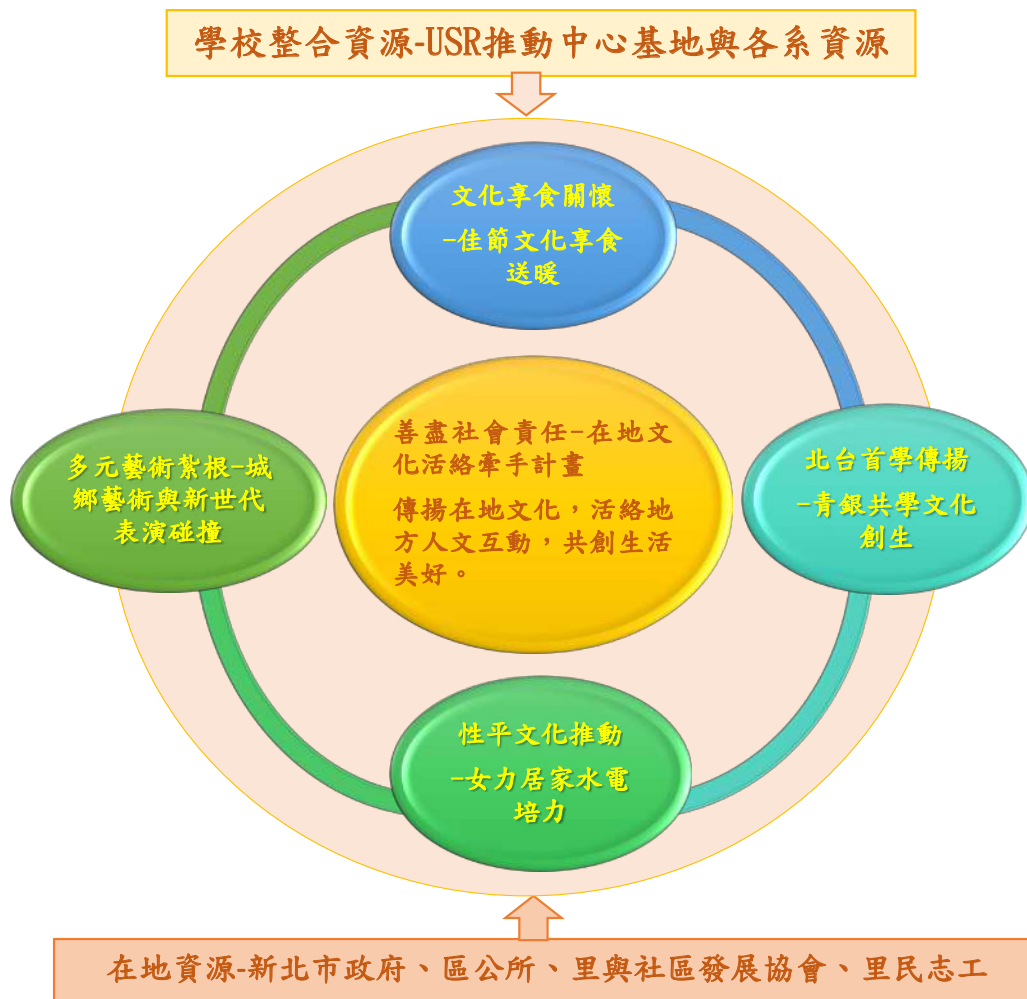 學校整合資源-USR推動中心基地與各系資源
文化享食關懷
-佳節文化享食
送暖
多元藝術紮根-城
鄉藝術與新世代
表演碰撞
善盡社會責任-在地文
化活絡牽手計畫
傳揚在地文化，活絡地
方人文互動，共創生活
美好。
北台首學傳揚
-青銀共學文化
創生
性平文化推動
-女力居家水電
培力
在地資源-新北市政府、區公所、里與社區發展協會、里民志工